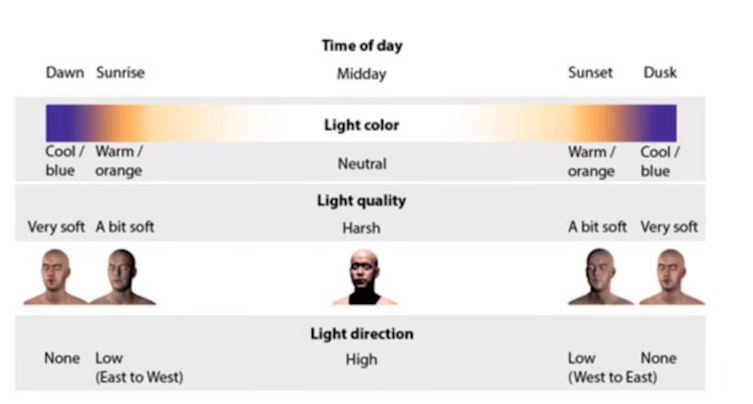 Time of day
Dawn Sunrise Midday Sunset Dusk
Light color
Cool / Warm / Neutral Warm / Cool /
blue orange orange blue
Light quality
Very soft A bit soft Harsh A bit soft Very soft
Light direction
None Low High Low None
(East to West) (West to East)